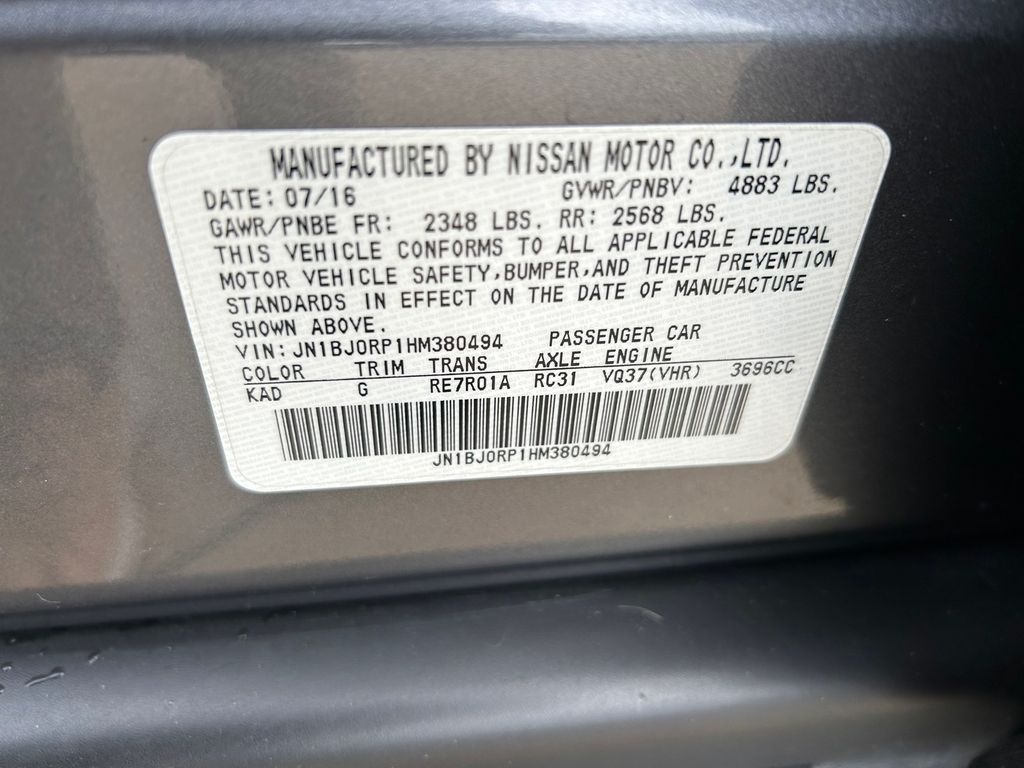 MANUFACTURED BY NISSAN MOTOR CO.,LTD.
DATE: 07/16 GVWR/PNBV: 4883 LBS.
GAWR/PNBE FR: 2348 LBS. RR: 2568 LBS.
THIS VEHICLE CONFORMS TO ALL APPLICABLE FEDERAL
MOTOR VEHICLE SAFETY,BUMPER,AND THEFT PREVENTION
STANDARDS IN EFFECT ON THE DATE OF MANUFACTURE
SHOWN ABOVE.
VIN:JN1BJ0RP1HM380494 PASSENGER CAR
COLOR TRIM TRANS AXLE ENGINE
KAD G RE7R01A RC31 VQ37(VHR) 3696CC
JN1BJ0RP1HM380494